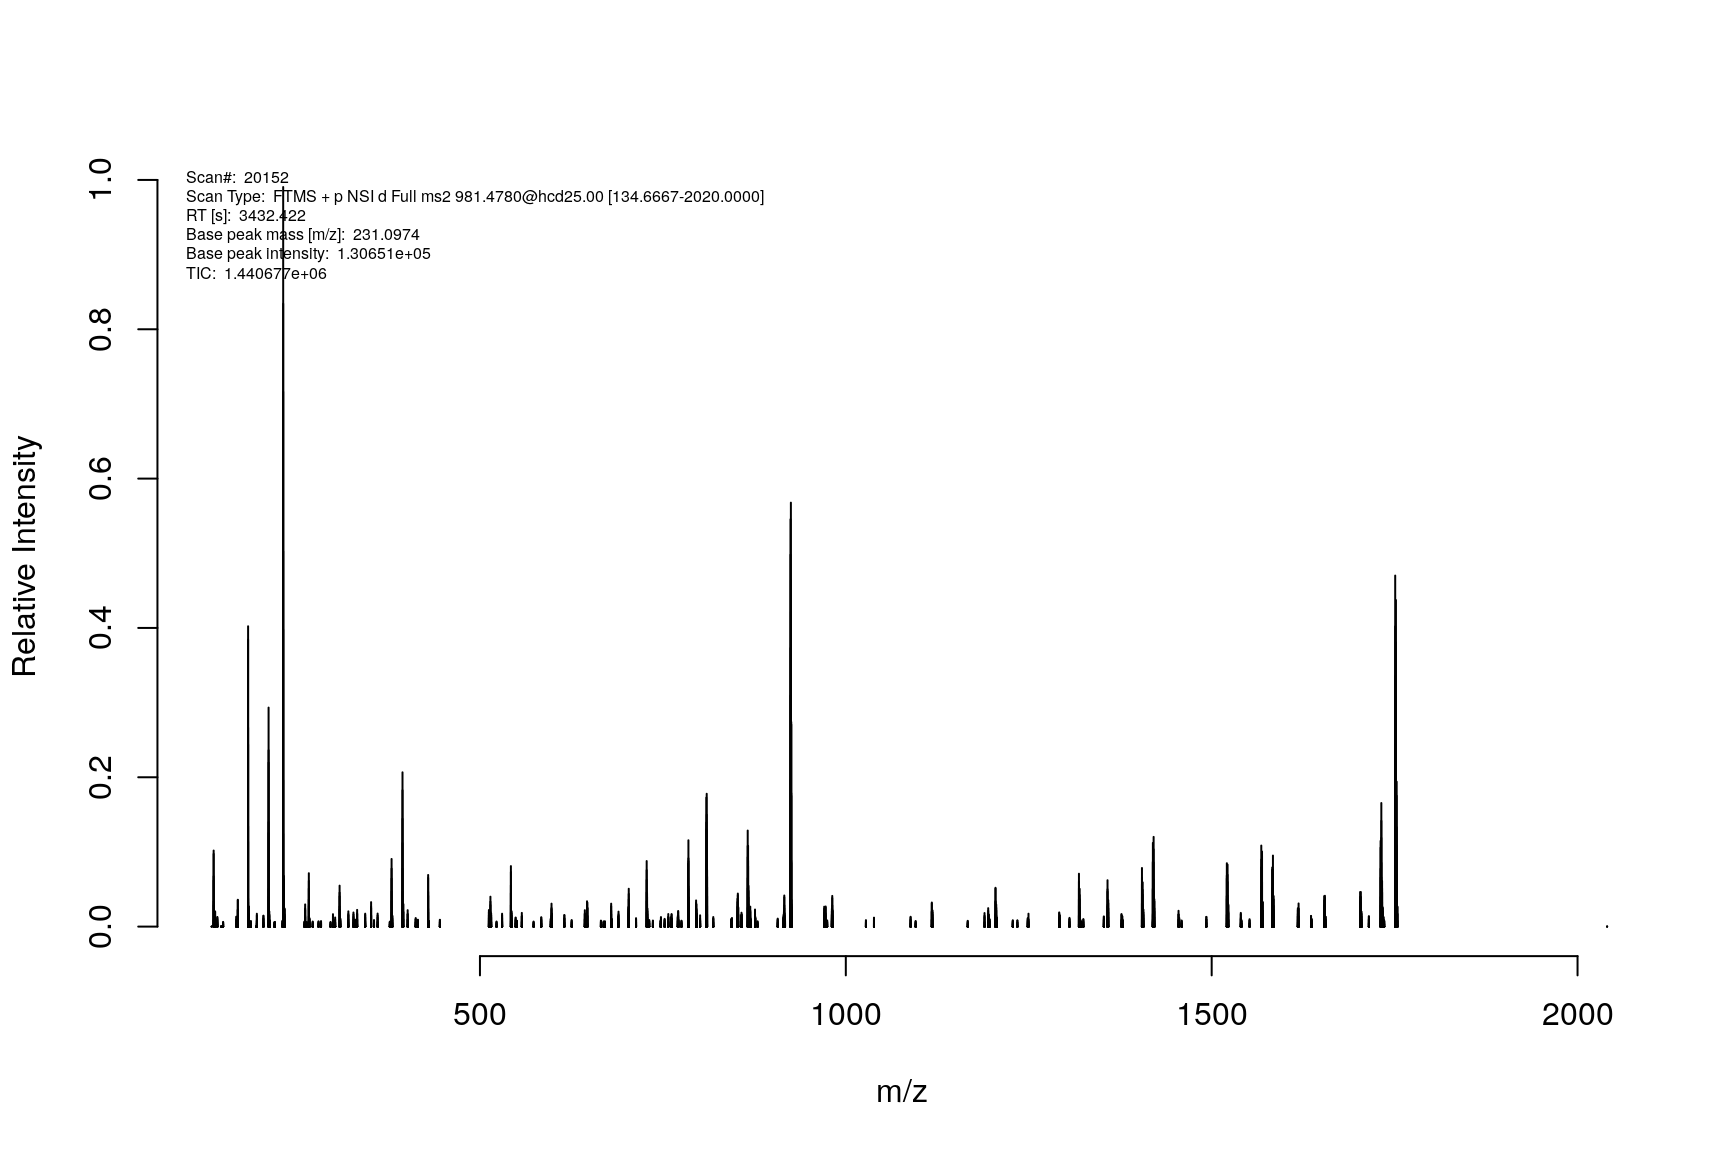 Scan#: 20152
Scan Type: FTMS + p NSI d Full ms2 981.4780@hcd25.00 [134.6667-2020.0000]
RT [s]: 3432.422
Base peak mass [m/z]: 231.0974
Base peak intensity: 1.30651e+05
TIC: 1.440677e+06
1.0
0.8
0.6
0.4
0.2
0.0
Relative Intensity
500 1000 1500 2000
m/z